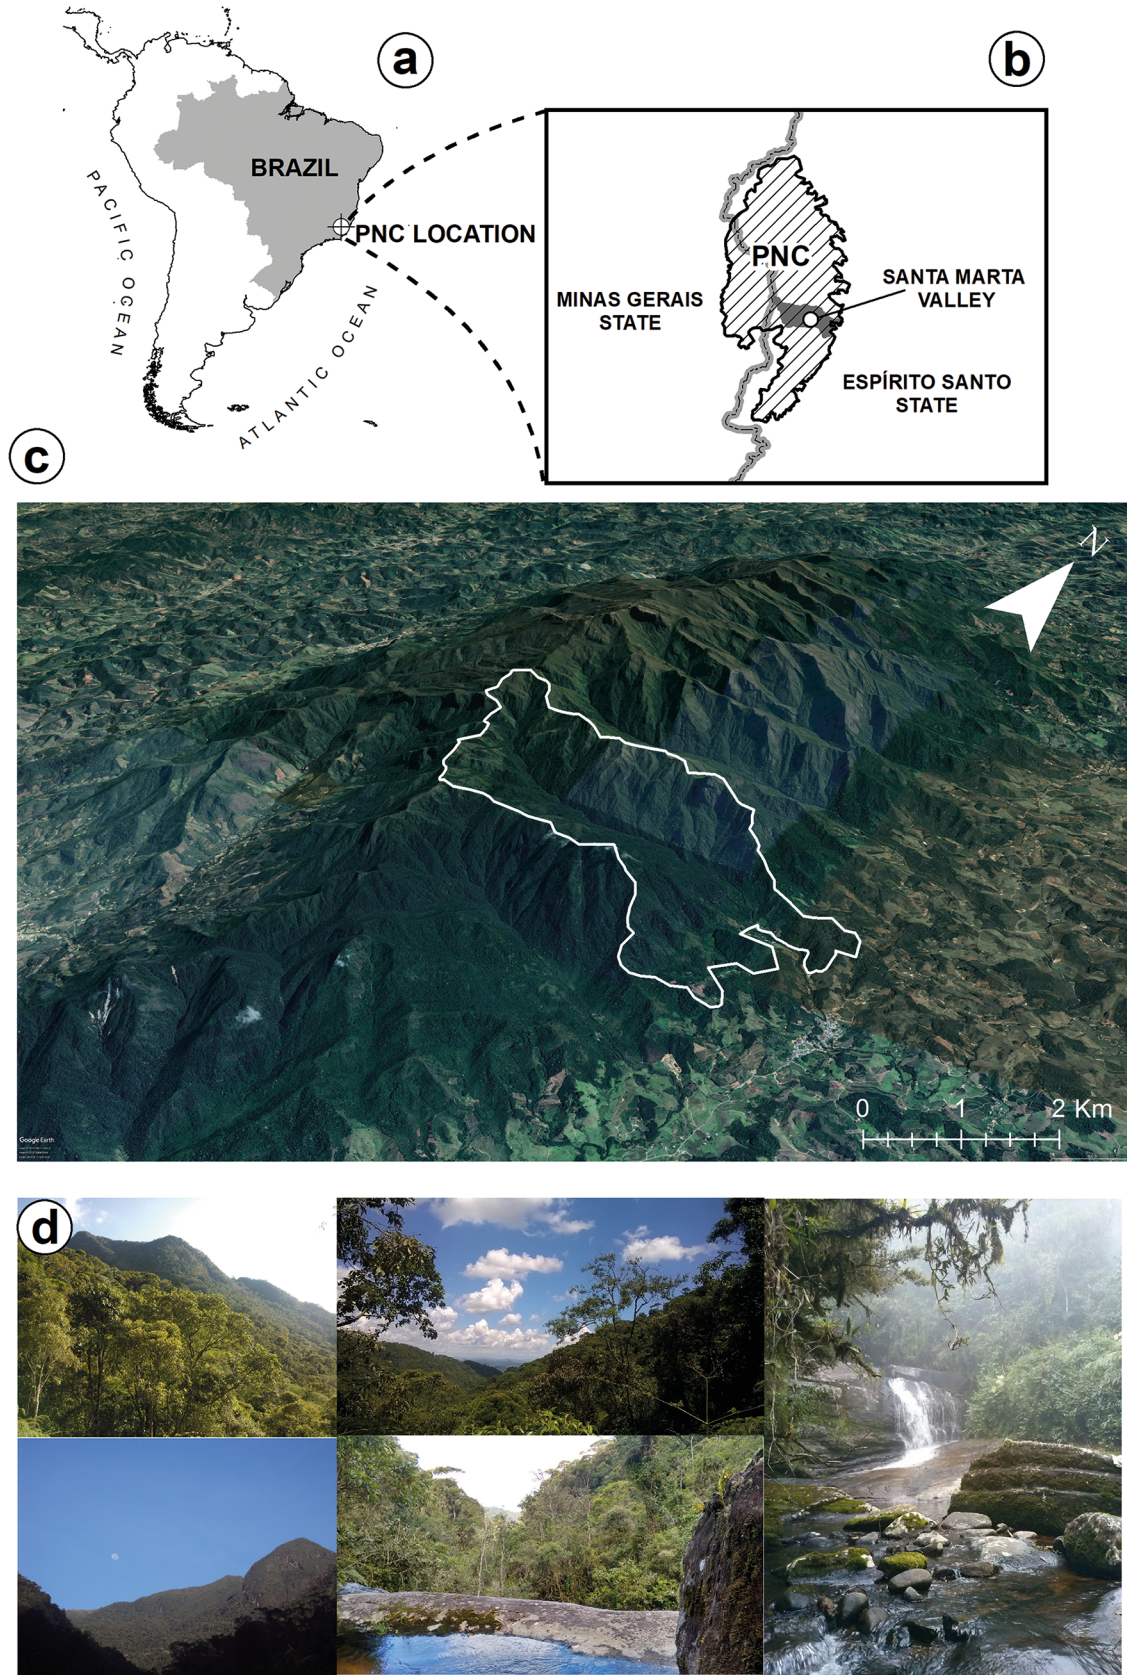 a
b
BRAZIL
PACIFIC OCEAN
PNC LOCATION
ATLANTIC OCEAN
PNC
SANTA MARTA
VALLEY
MINAS GERAIS
STATE
ESPÍRITO SANTO
STATE
c
N
0 1 2 Km
Google Earth
d